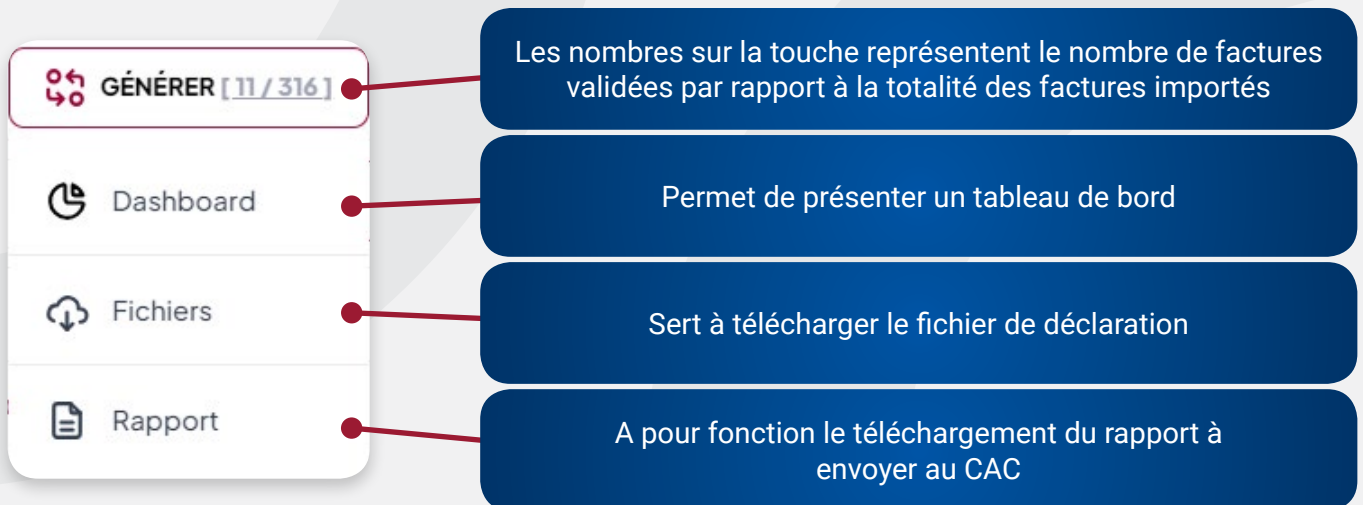 GÉNÉRER [ 11 / 316 ]
Les nombres sur la touche représentent le nombre de factures
validées par rapport à la totalité des factures importés
Dashboard
Permet de présenter un tableau de bord
Fichiers
Sert à télécharger le fichier de déclaration
Rapport
A pour fonction le téléchargement du rapport à
envoyer au CAC